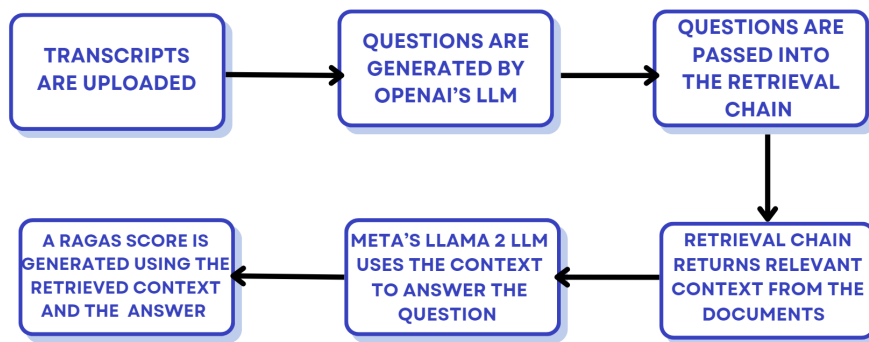 TRANSCRIPTS
ARE UPLOADED
QUESTIONS ARE
GENERATED BY
OPENAI'S LLM
QUESTIONS ARE
PASSED INTO
THE RETRIEVAL
CHAIN
RETRIEVAL CHAIN
RETURNS RELEVANT
CONTEXT FROM THE
DOCUMENTS
META'S LLAMA 2 LLM
USES THE CONTEXT
TO ANSWER THE
QUESTION
A RAGAS SCORE IS
GENERATED USING THE
RETRIEVED CONTEXT
AND THE ANSWER